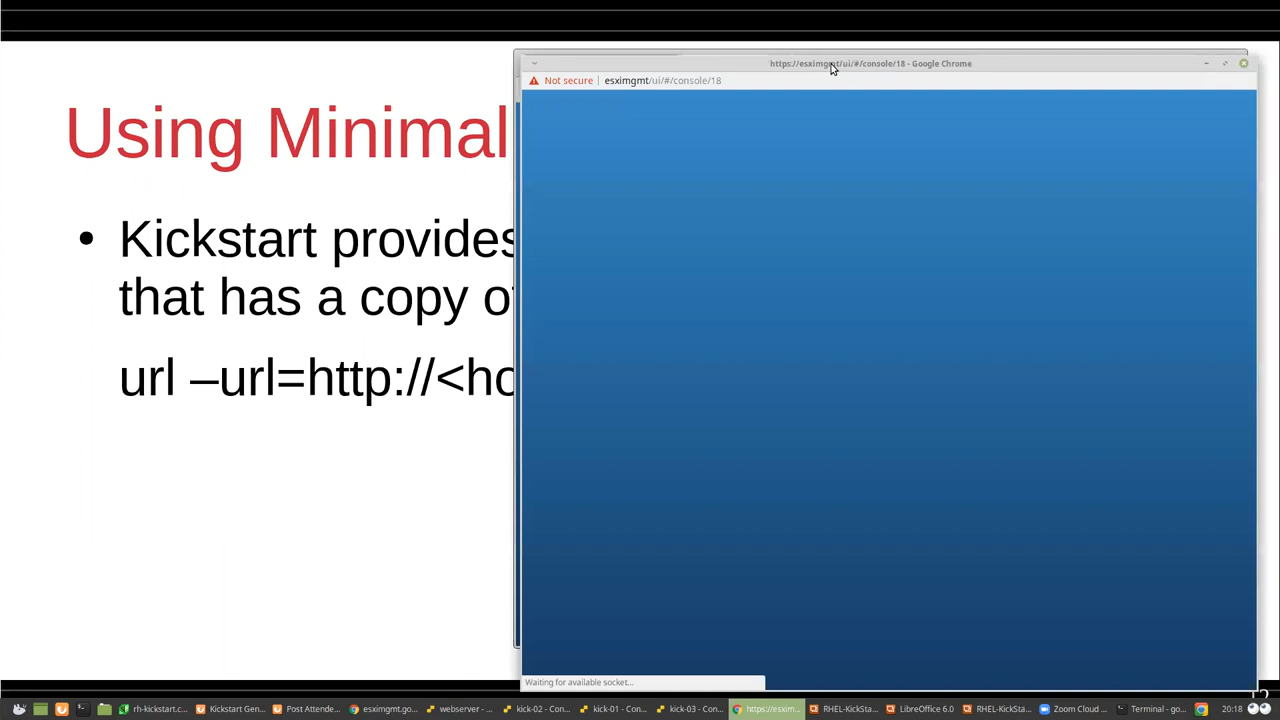 https://esximgmt/ui/#/console/18 - Google Chrome
Not secure | esximgmt/ui/#/console/18
Using Minimal
• Kickstart provides
that has a copy of
url –url=http://<ho
Waiting for available socket...
rh-kickstart.c... Kickstart Gen... Post Attende... esximgmt.go... webserver - ... kick-02 - Con... kick-01 - Con... kick-03 - Con... https://esxim... RHEL-KickSta... LibreOffice 6.0 RHEL-KickSta... Zoom Cloud ... Terminal - go... 20:18